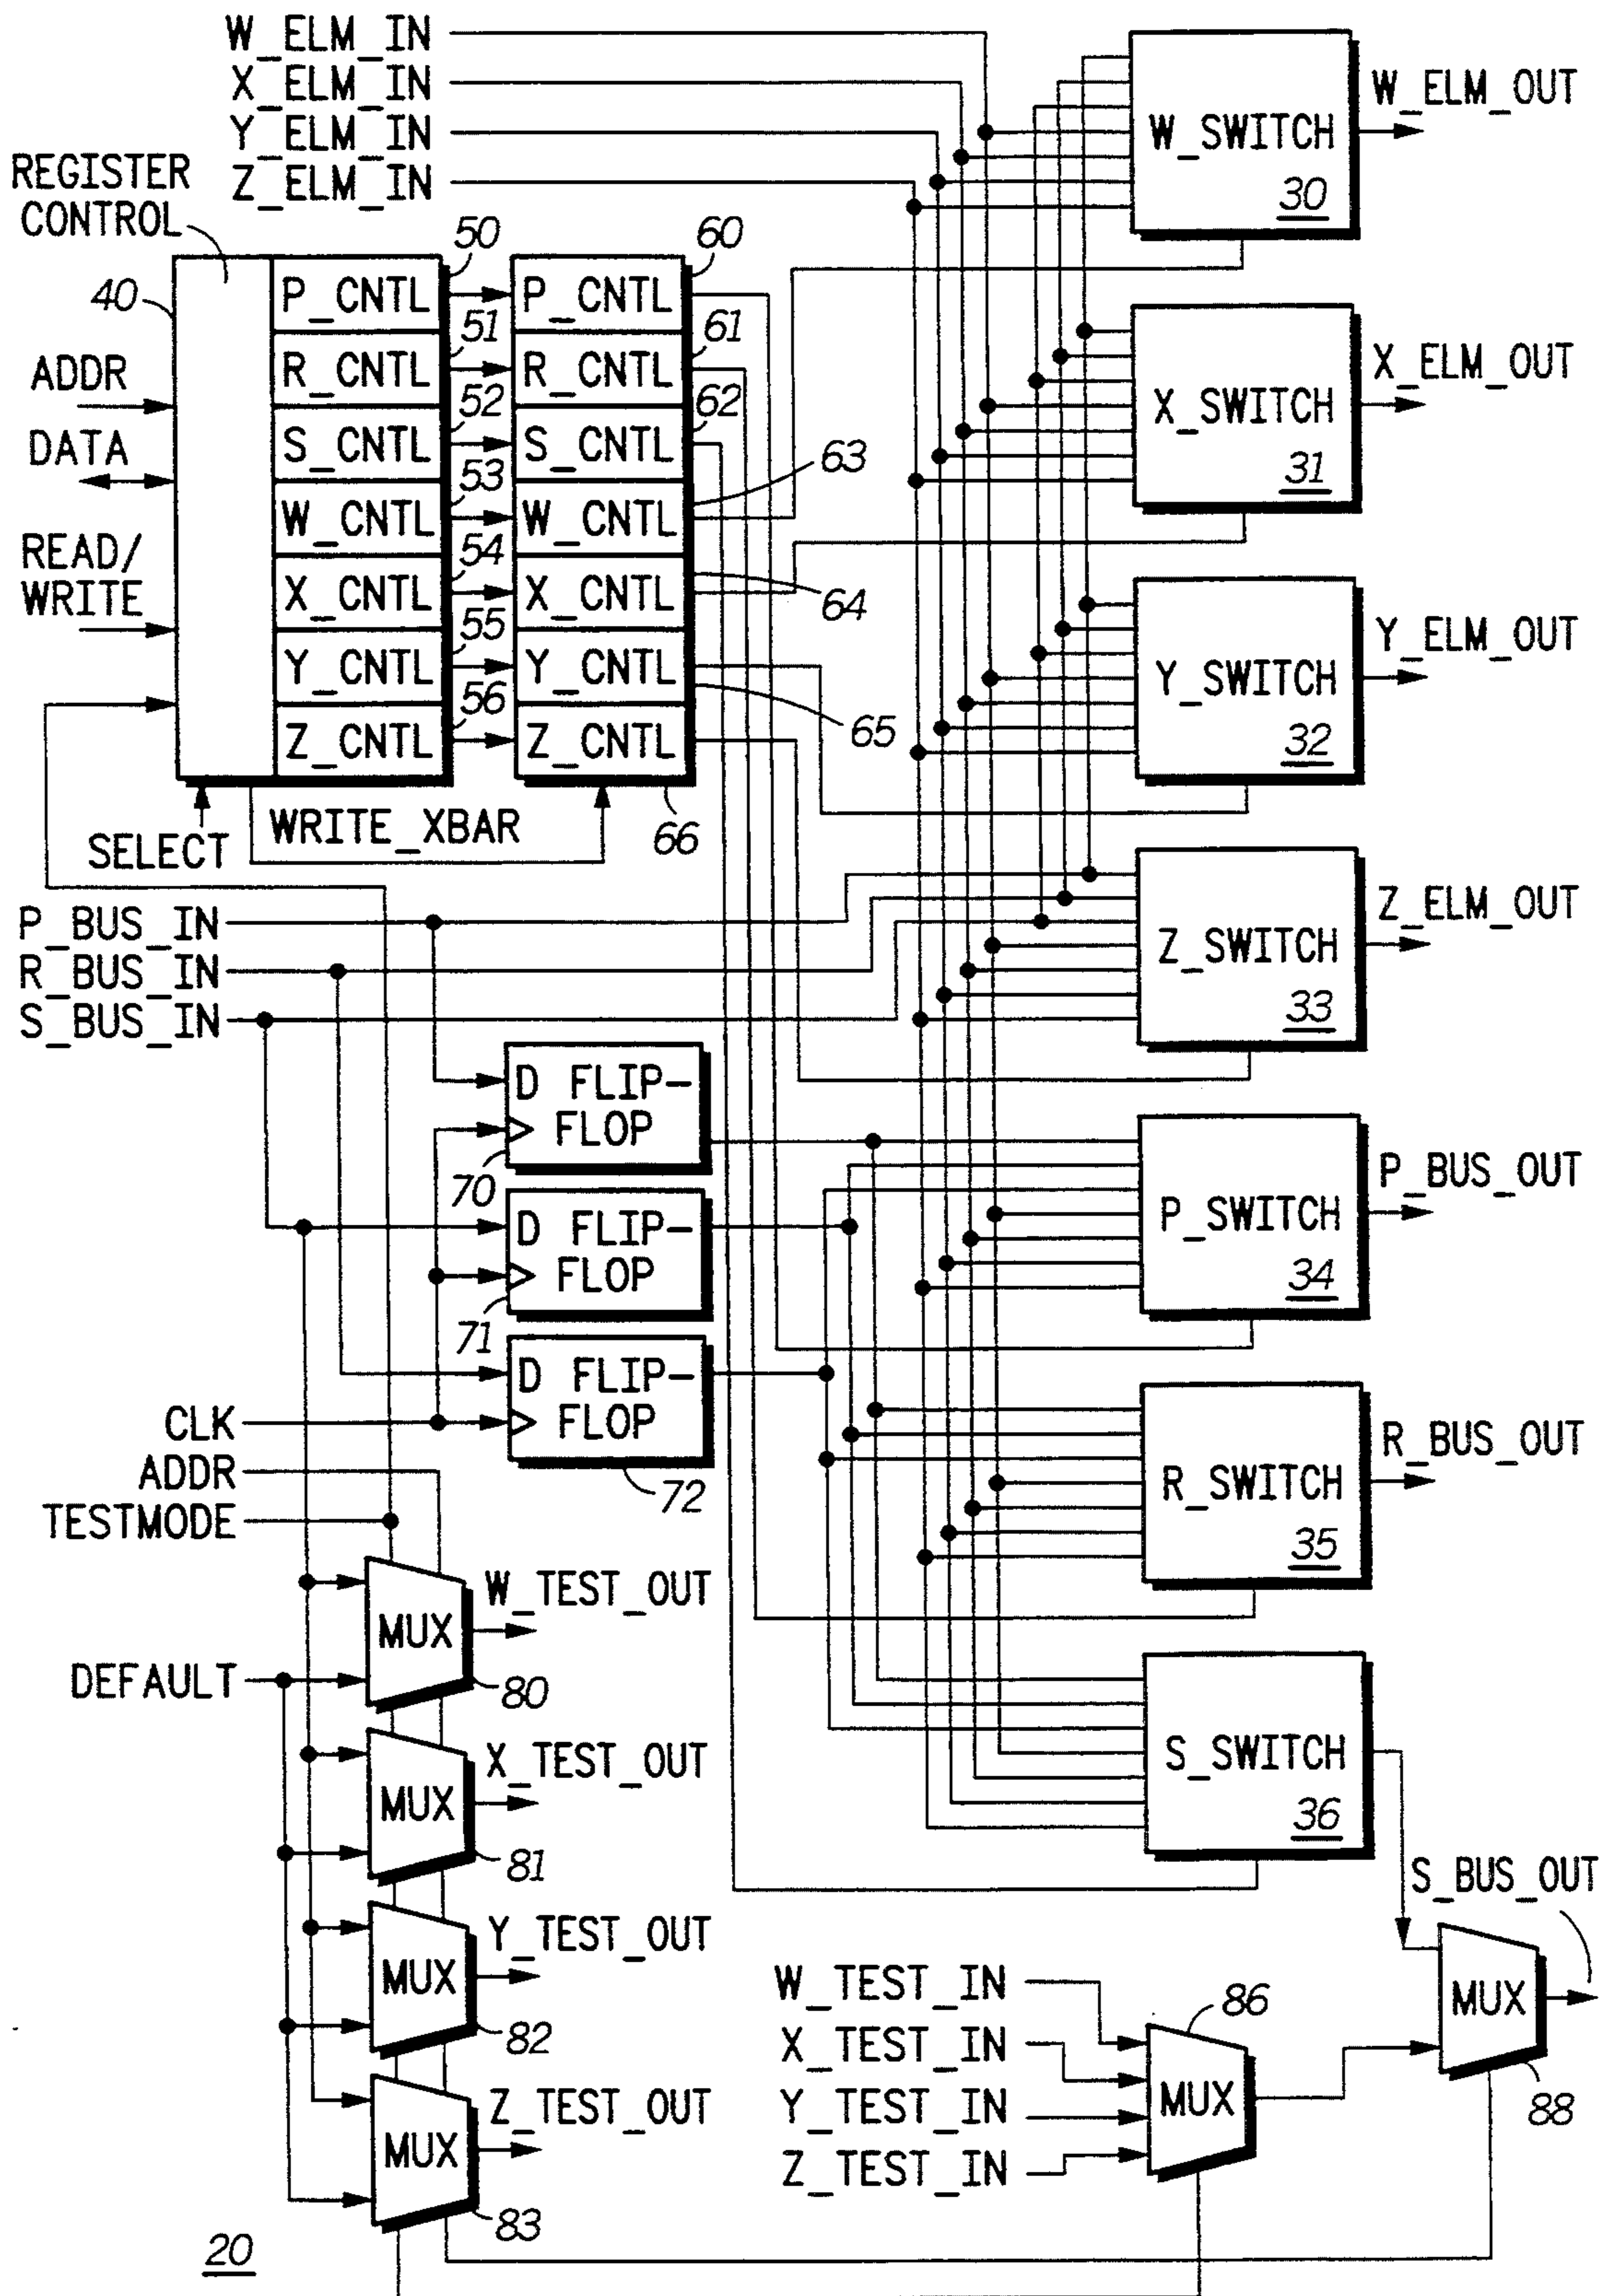 W_ELM_IN
X_ELM_IN
Y_ELM_IN
Z_ELM_IN
W_SWITCH
30
W_ELM_OUT
REGISTER
CONTROL
40
50
60
P_CNTL
P_CNTL
51
61
R_CNTL
R_CNTL
52
62
S_CNTL
S_CNTL
53
63
W_CNTL
W_CNTL
54
64
X_CNTL
X_CNTL
55
65
Y_CNTL
Y_CNTL
56
Z_CNTL
Z_CNTL
66
ADDR
DATA
READ/
WRITE
SELECT
WRITE_XBAR
X_SWITCH
31
X_ELM_OUT
Y_SWITCH
32
Y_ELM_OUT
P_BUS_IN
R_BUS_IN
S_BUS_IN
Z_SWITCH
33
Z_ELM_OUT
D FLIP-
FLOP
70
D FLIP-
FLOP
71
D FLIP-
FLOP
72
P_SWITCH
34
P_BUS_OUT
CLK
ADDR
TESTMODE
R_SWITCH
35
R_BUS_OUT
MUX
80
W_TEST_OUT
DEFAULT
MUX
81
X_TEST_OUT
S_SWITCH
36
S_BUS_OUT
MUX
82
Y_TEST_OUT
MUX
83
Z_TEST_OUT
W_TEST_IN
X_TEST_IN
Y_TEST_IN
Z_TEST_IN
MUX
86
MUX
88
20